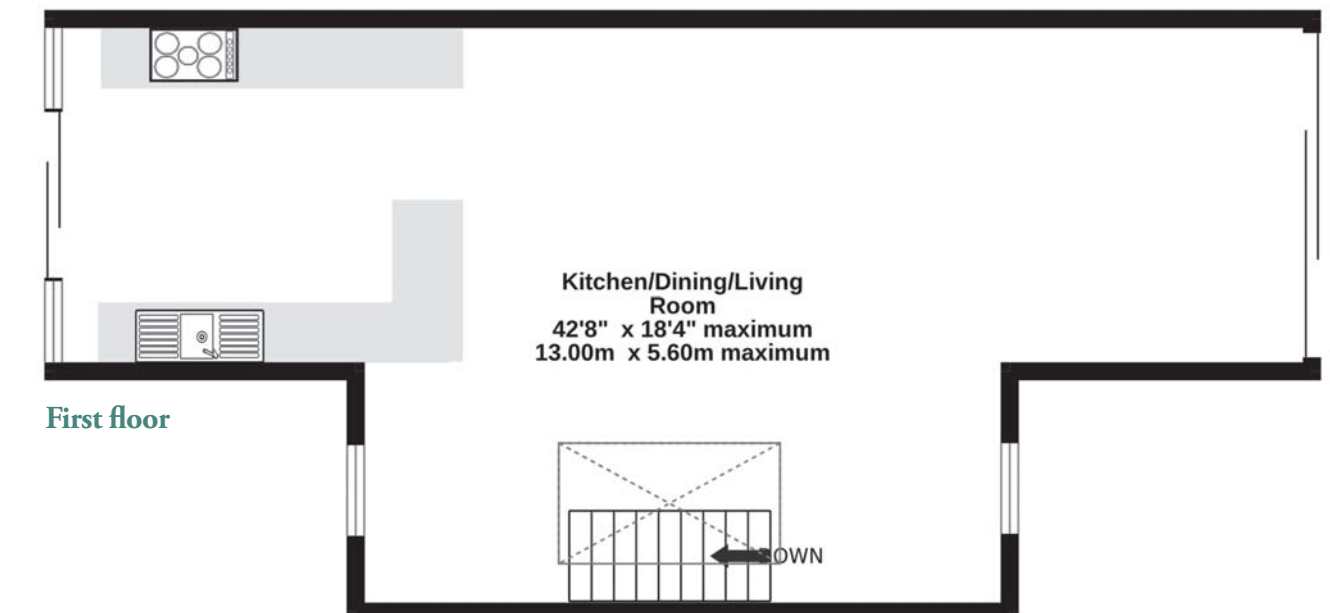 Kitchen/Dining/Living
Room
42'8" x 18'4" maximum
13.00m x 5.60m maximum
First floor
DOWN